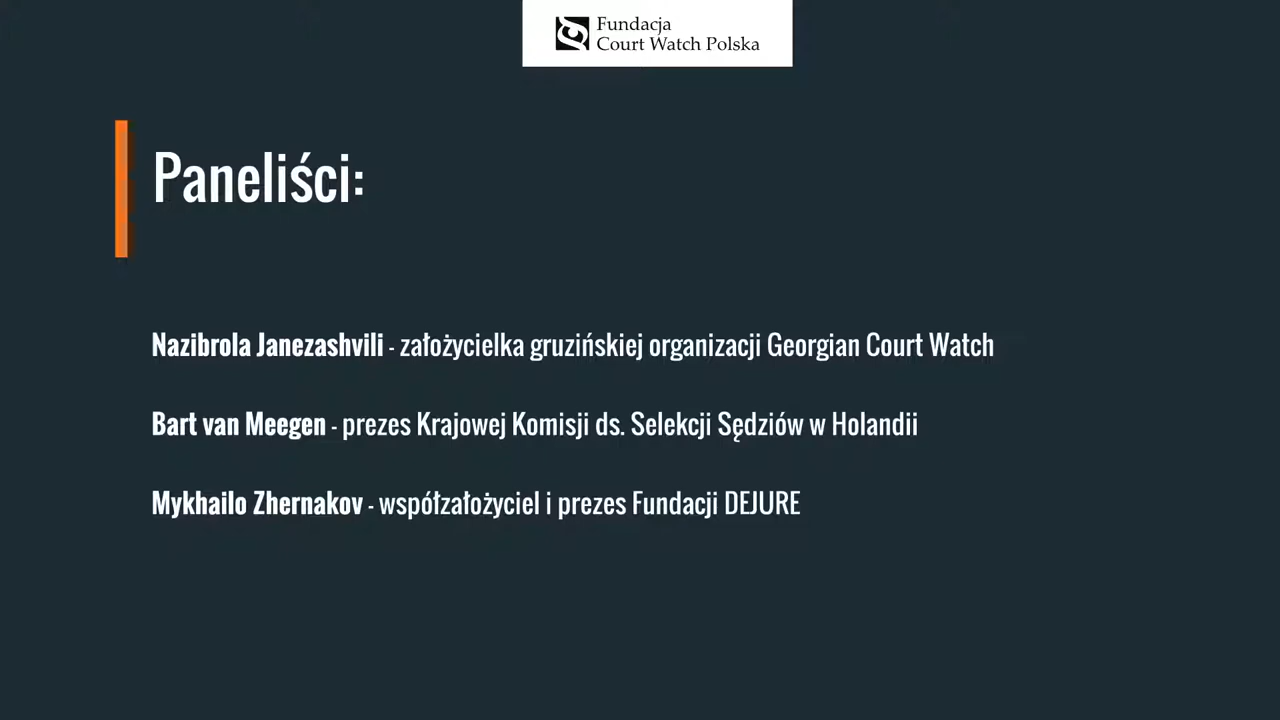 Fundacja
Court Watch Polska
Paneliści:
Nazibrola Janezashvili - założycielka gruzińskiej organizacji Georgian Court Watch
Bart van Meegen - prezes Krajowej Komisji ds. Selekcji Sędziów w Holandii
Mykhailo Zhernakov - współzałożyciel i prezes Fundacji DEJURE